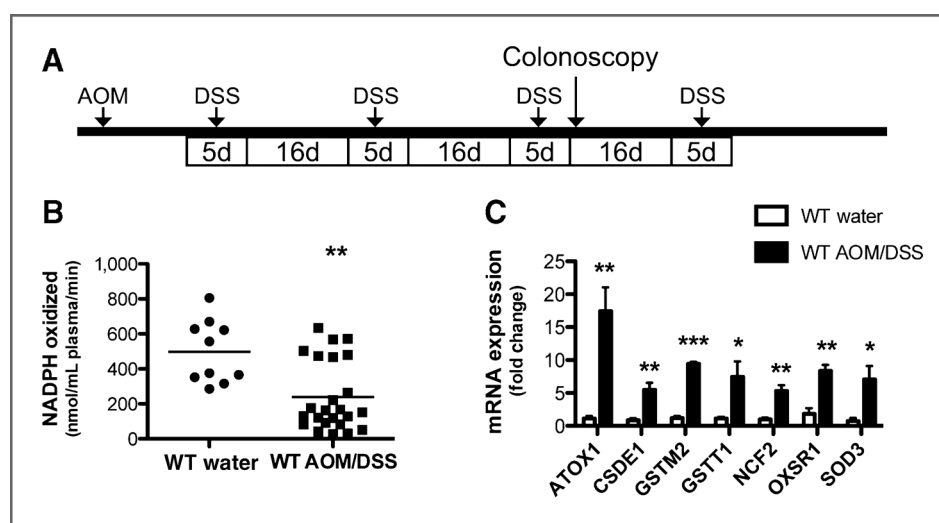 A
Colonoscopy
AOM DSS DSS DSS DSS
5d 16d 5d 16d 5d 16d 5d
B
NADPH oxidized
(nmol/mL plasma/min)
1,000
800
600
400
200
0
**
WT water WT AOM/DSS
C
WT water
WT AOM/DSS
mRNA expression
(fold change)
25
20
15
10
5
0
** ** *** * ** ** *
ATOX1 CSDE1 GSTM2 GSTT1 NCF2 OXSR1 SOD3